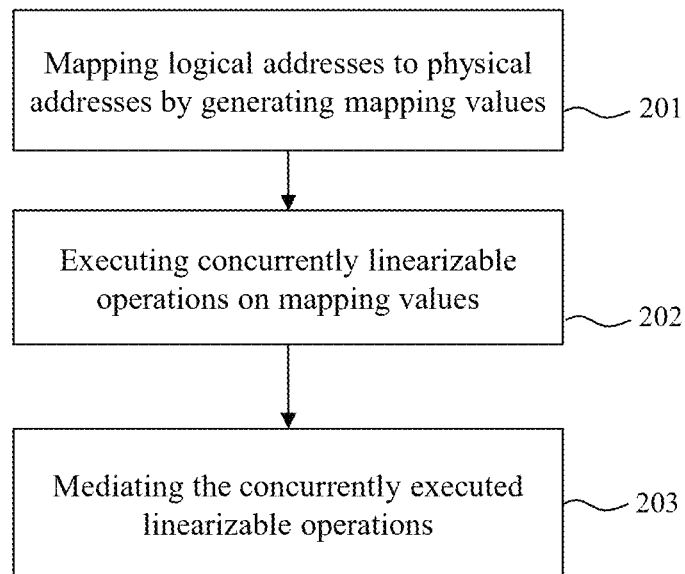 Mapping logical addresses to physical
addresses by generating mapping values
201
Executing concurrently linearizable
operations on mapping values
202
Mediating the concurrently executed
linearizable operations
203